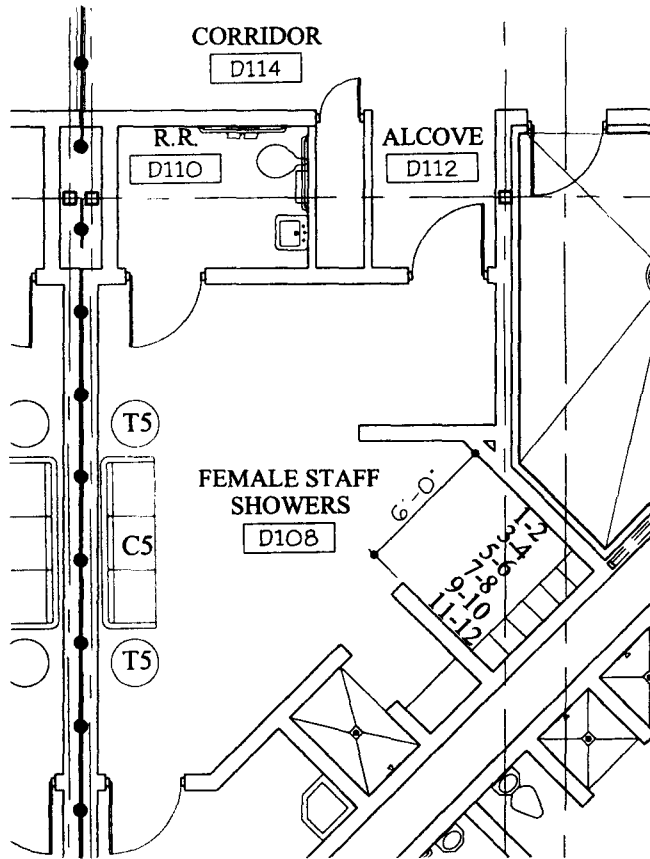 CORRIDOR
D114
R.R.
D110
ALCOVE
D112
T5
FEMALE STAFF
SHOWERS
D108
6'-0"
C5
T5
1-2
3-4
5-6
7-8
9-10
11-12